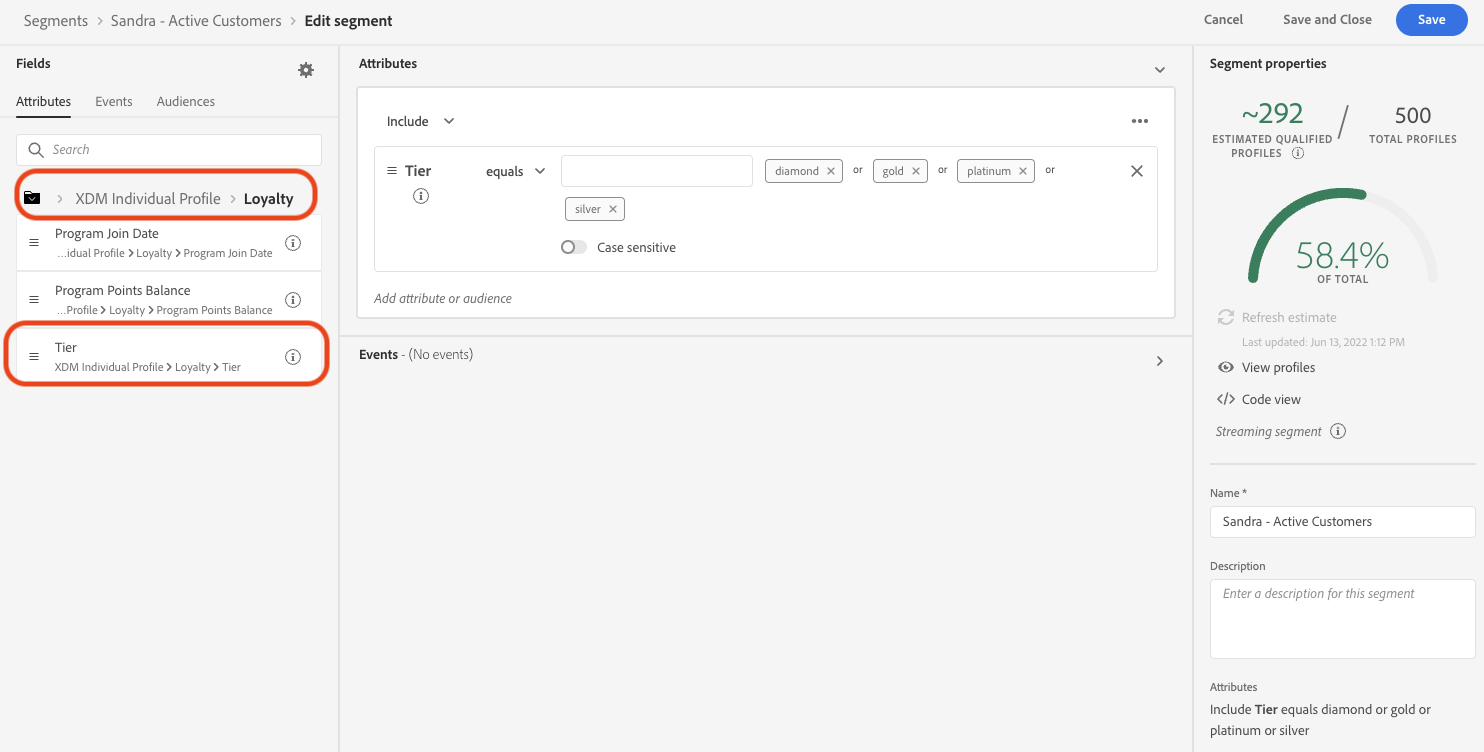 Segments > Sandra - Active Customers > Edit segment
Cancel
Save and Close
Save
Fields
Attributes
Events
Audiences
Search
> XDM Individual Profile > Loyalty
Program Join Date
...idual Profile > Loyalty > Program Join Date
Program Points Balance
...Profile > Loyalty > Program Points Balance
Tier
XDM Individual Profile > Loyalty > Tier
Attributes
Include
Tier
equals
diamond × or gold × or platinum × or
silver ×
Case sensitive
Add attribute or audience
Events - (No events)
Segment properties
~292 / 500
ESTIMATED QUALIFIED
PROFILES
TOTAL PROFILES
58.4%
OF TOTAL
Refresh estimate
Last updated: Jun 13, 2022 1:12 PM
View profiles
</> Code view
Streaming segment
Name *
Sandra - Active Customers
Description
Enter a description for this segment
Attributes
Include Tier equals diamond or gold or
platinum or silver